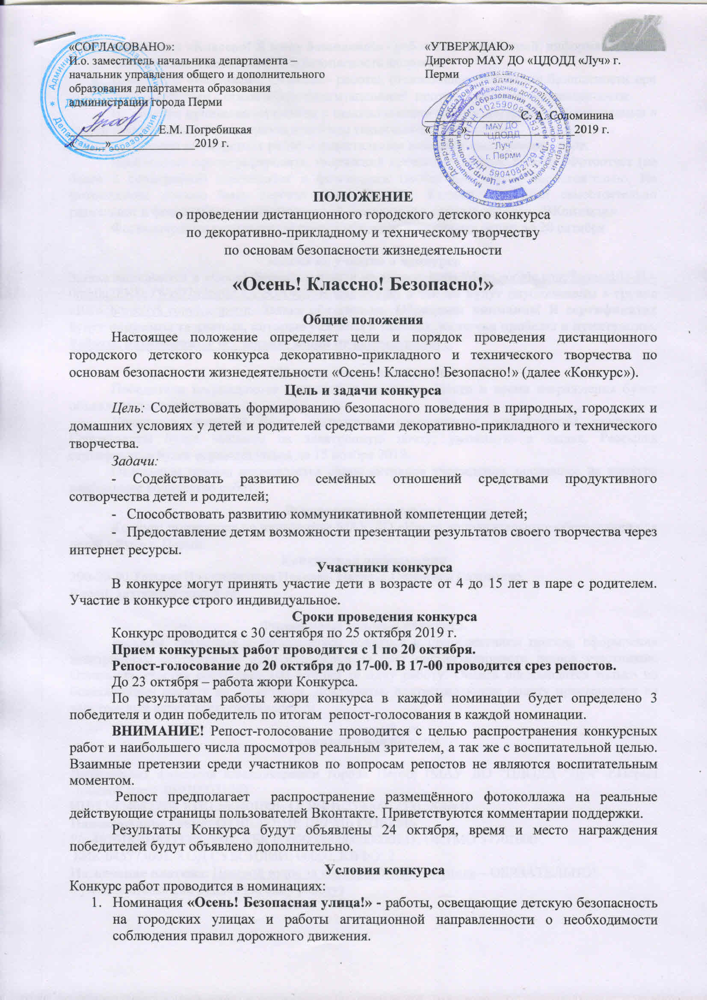 «СОГЛАСОВАНО»:
И.о. заместитель начальника департамента –
начальник управления общего и дополнительного
образования департамента образования
администрации города Перми
Е.М. Погребицкая
«_____»______________2019 г.
Администрация города Перми
Департамент образования
Для
ДОКУМЕНТОВ
«УТВЕРЖДАЮ»
Директор МАУ ДО «ЦДОДД «Луч» г.
Перми
С. А. Соломинина
«_____»__________________2019 г.
МАУ ДО
"ЦДОДД
"Луч"
г. Перми
ИНН 5904082729
ПОЛОЖЕНИЕ
о проведении дистанционного городского детского конкурса
по декоративно-прикладному и техническому творчеству
по основам безопасности жизнедеятельности
«Осень! Классно! Безопасно!»
Общие положения
Настоящее положение определяет цели и порядок проведения дистанционного
городского детского конкурса декоративно-прикладного и технического творчества по
основам безопасности жизнедеятельности «Осень! Классно! Безопасно!» (далее «Конкурс»).
Цель и задачи конкурса
Цель: Содействовать формированию безопасного поведения в природных, городских и
домашних условиях у детей и родителей средствами декоративно-прикладного и технического
творчества.
Задачи:
- Содействовать развитию семейных отношений средствами продуктивного
сотворчества детей и родителей;
- Способствовать развитию коммуникативной компетенции детей;
- Предоставление детям возможности презентации результатов своего творчества через
интернет ресурсы.
Участники конкурса
В конкурсе могут принять участие дети в возрасте от 4 до 15 лет в паре с родителем.
Участие в конкурсе строго индивидуальное.
Сроки проведения конкурса
Конкурс проводится с 30 сентября по 25 октября 2019 г.
Прием конкурсных работ проводится с 1 по 20 октября.
Репост-голосование до 20 октября до 17-00. В 17-00 проводится срез репостов.
До 23 октября – работа жюри Конкурса.
По результатам работы жюри конкурса в каждой номинации будет определено 3
победителя и один победитель по итогам репост-голосования в каждой номинации.
ВНИМАНИЕ! Репост-голосование проводится с целью распространения конкурсных
работ и наибольшего числа просмотров реальным зрителем, а так же с воспитательной целью.
Взаимные претензии среди участников по вопросам репостов не являются воспитательным
моментом.
Репост предполагает распространение размещённого фотоколлажа на реальные
действующие страницы пользователей Вконтакте. Приветствуются комментарии поддержки.
Результаты Конкурса будут объявлены 24 октября, время и место награждения
победителей будут объявлено дополнительно.
Условия конкурса
Конкурс работ проводится в номинациях:
1. Номинация «Осень! Безопасная улица!» - работы, освещающие детскую безопасность
на городских улицах и работы агитационной направленности о необходимости
соблюдения правил дорожного движения.